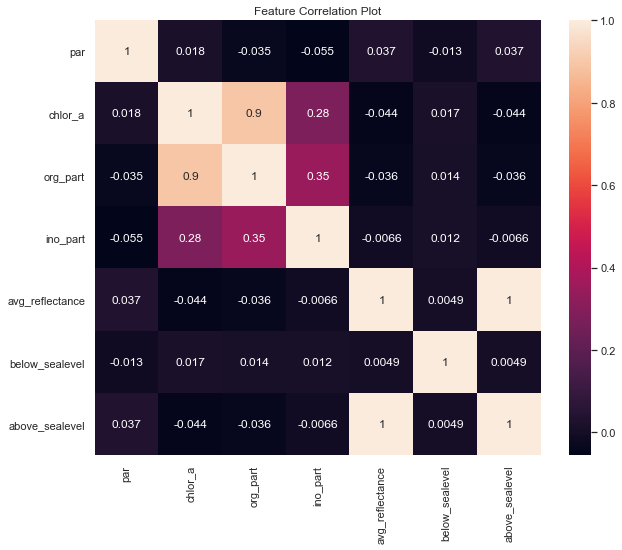 Feature Correlation Plot
par 1 0.018 -0.035 -0.055 0.037 -0.013 0.037
chlor_a 0.018 1 0.9 0.28 -0.044 0.017 -0.044
org_part -0.035 0.9 1 0.35 -0.036 0.014 -0.036
ino_part -0.055 0.28 0.35 1 -0.0066 0.012 -0.0066
avg_reflectance 0.037 -0.044 -0.036 -0.0066 1 0.0049 1
below_sealevel -0.013 0.017 0.014 0.012 0.0049 1 0.0049
above_sealevel 0.037 -0.044 -0.036 -0.0066 1 0.0049 1
par
chlor_a
org_part
ino_part
avg_reflectance
below_sealevel
above_sealevel
1.0
0.8
0.6
0.4
0.2
0.0